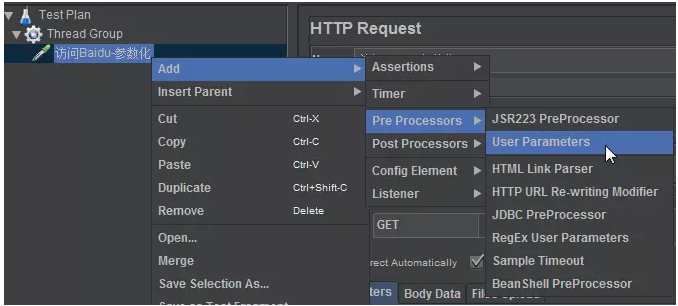 Test Plan
Thread Group
访问Baidu-参数化
HTTP Request
Add
Insert Parent
Cut Ctrl-X
Copy Ctrl-C
Paste Ctrl-V
Duplicate Ctrl+Shift-C
Remove Delete
Open...
Merge
Save Selection As...
Assertions
Timer
Pre Processors
Post Processors
Config Element
Listener
JSR223 PreProcessor
User Parameters
HTML Link Parser
HTTP URL Re-writing Modifier
JDBC PreProcessor
RegEx User Parameters
Sample Timeout
BeanShell PreProcessor
GET
rect Automatically
ters
Body Data